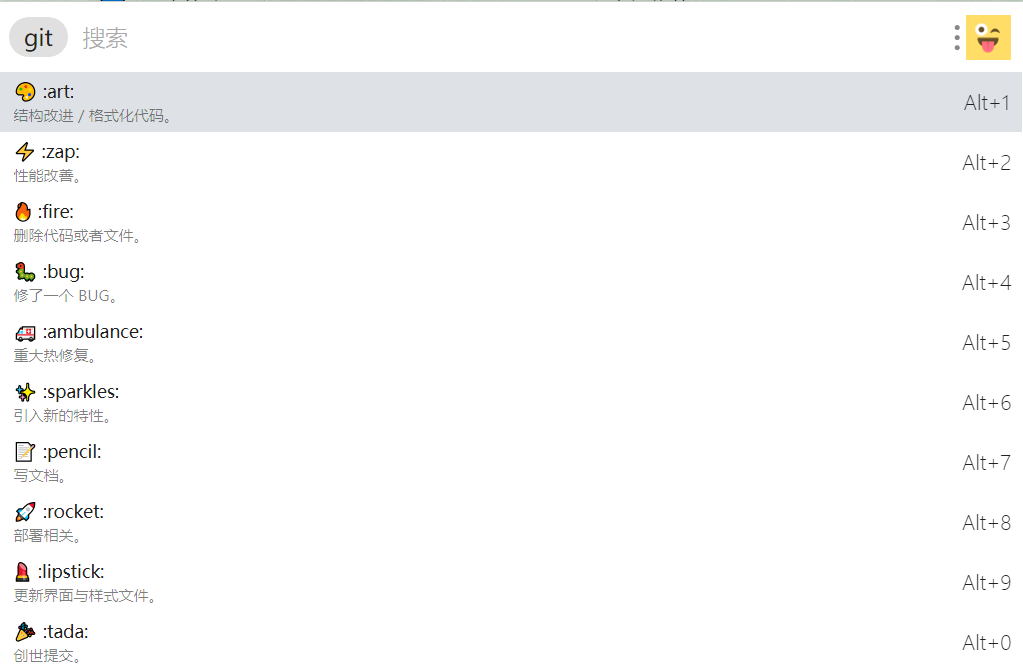 git 搜索
:art:
结构改进 / 格式化代码。
Alt+1
:zap:
性能改善。
Alt+2
:fire:
删除代码或者文件。
Alt+3
:bug:
修了一个 BUG。
Alt+4
:ambulance:
重大热修复。
Alt+5
:sparkles:
引入新的特性。
Alt+6
:pencil:
写文档。
Alt+7
:rocket:
部署相关。
Alt+8
:lipstick:
更新界面与样式文件。
Alt+9
:tada:
创世提交。
Alt+0